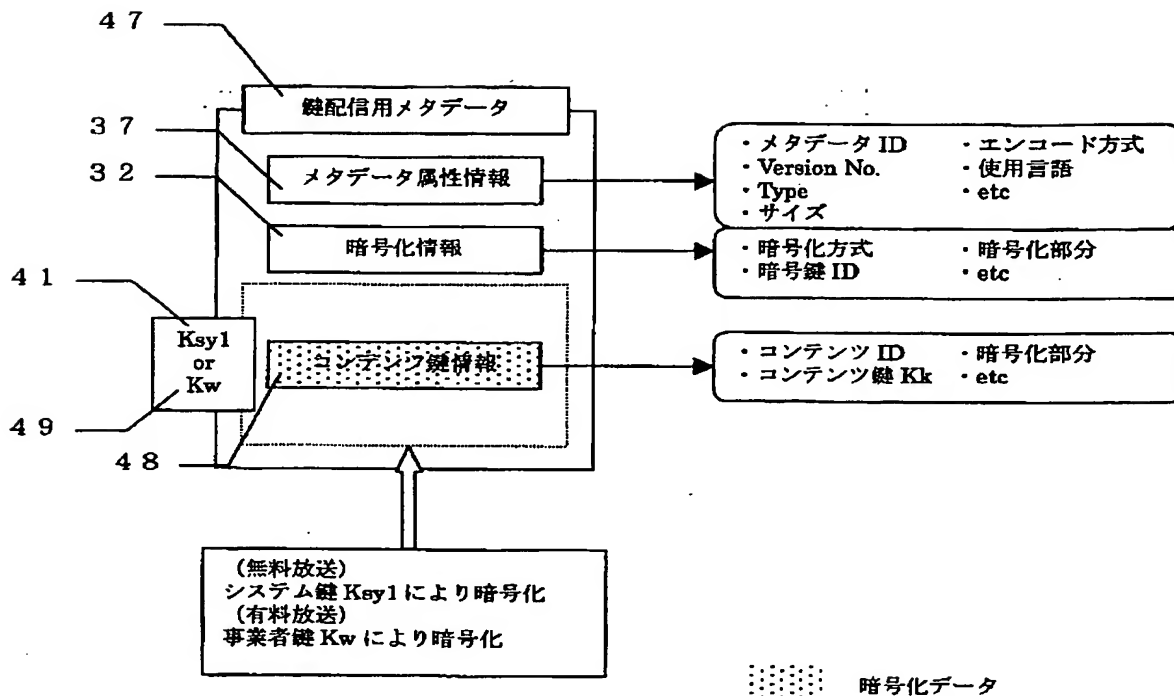 ４７
鍵配信用メタデータ
３７
メタデータ属性情報
３２
暗号化情報
・メタデータ ID ・エンコード方式
・Version No. ・使用言語
・Type ・etc
・サイズ
・暗号化方式 ・暗号化部分
・暗号鍵 ID ・etc
４１
Ksy1
or
Kw
コンテンツ鍵情報
・コンテンツ ID ・暗号化部分
・コンテンツ鍵 Kk ・etc
４９
４８
(無料放送)
システム鍵 Ksy1 により暗号化
(有料放送)
事業者鍵 Kw により暗号化
暗号化データ